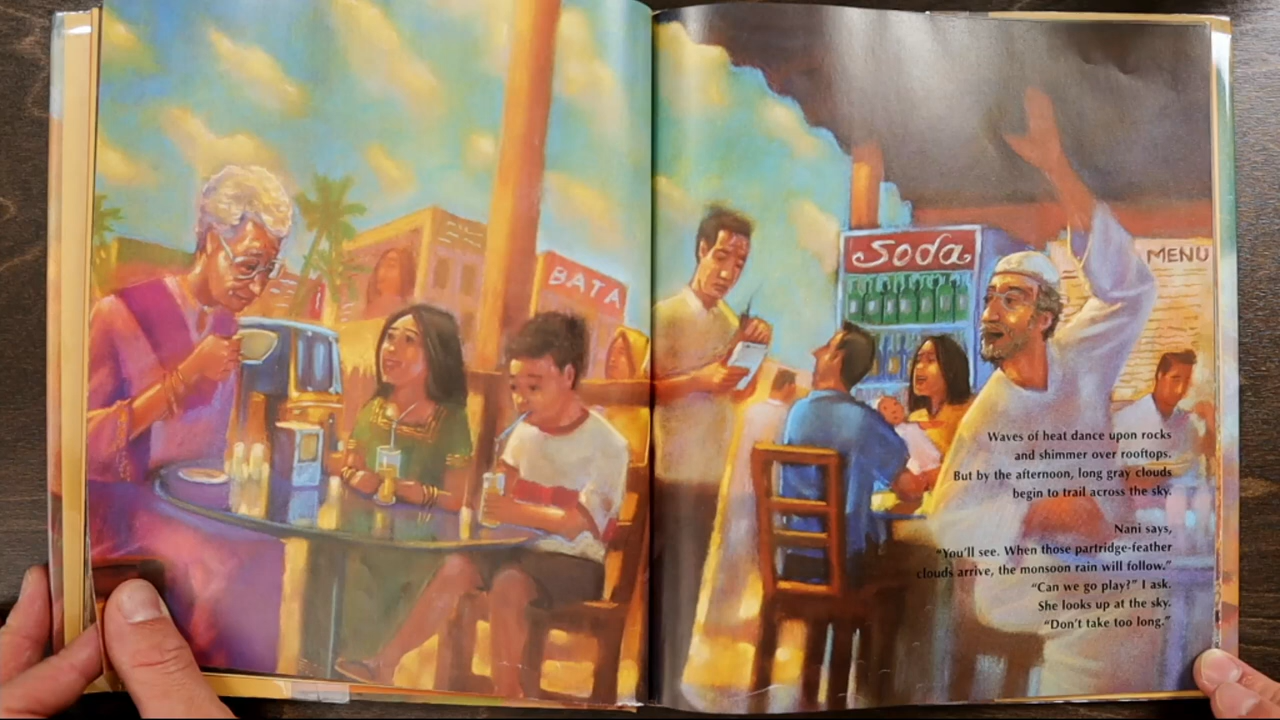 BATA
Soda
MENU
Waves of heat dance upon rocks
and shimmer over rooftops.
But by the afternoon, long gray clouds
begin to trail across the sky.
Nani says,
“You’ll see. When those partridge-feather
clouds arrive, the monsoon rain will follow.”
“Can we go play?” I ask.
She looks up at the sky.
“Don’t take too long.”